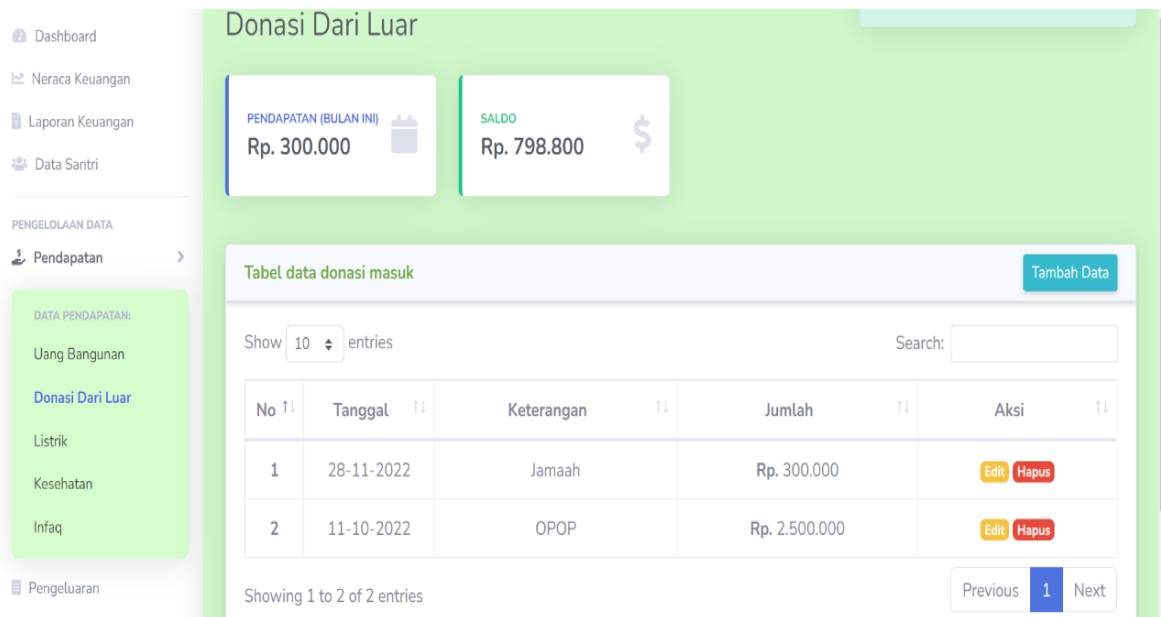 Dashboard
Neraca Keuangan
Laporan Keuangan
Data Santri
PENGELOLAAN DATA
Pendapatan
DATA PENDAPATAN:
Uang Bangunan
Donasi Dari Luar
Listrik
Kesehatan
Infaq
Pengeluaran
Donasi Dari Luar
PENDAPATAN (BULAN INI)
Rp. 300.000
SALDO
Rp. 798.800
Tabel data donasi masuk
Tambah Data
Show 10 entries
Search:
No Tanggal Keterangan Jumlah Aksi
1 28-11-2022 Jamaah Rp. 300.000 Edit Hapus
2 11-10-2022 OPOP Rp. 2.500.000 Edit Hapus
Showing 1 to 2 of 2 entries
Previous 1 Next